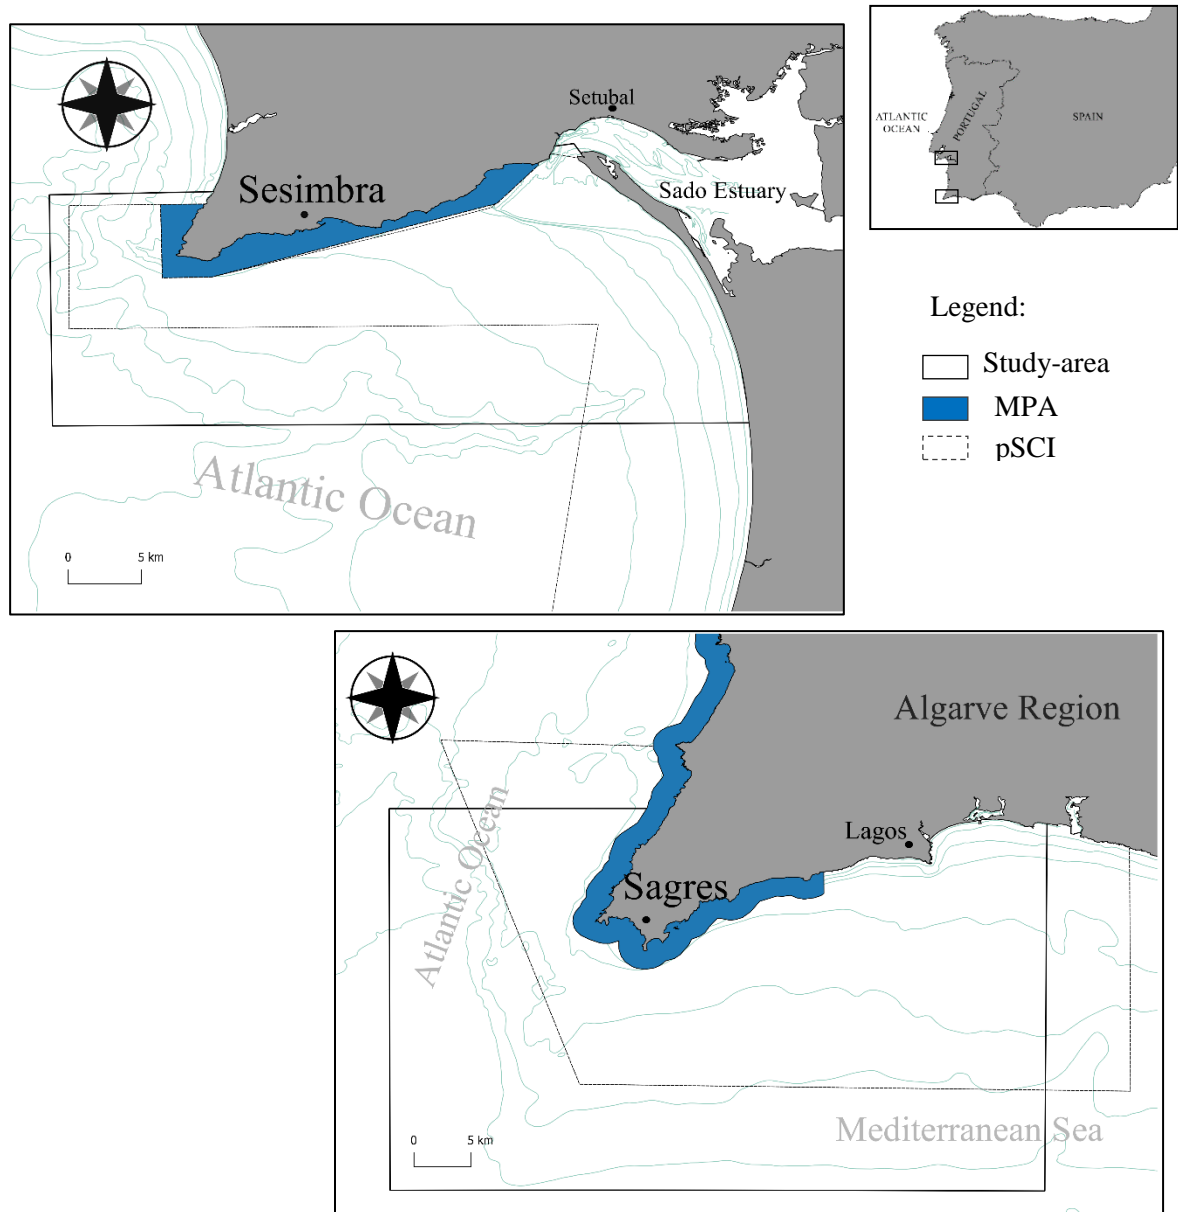 Setubal
Sesimbra
Sado Estuary
Atlantic Ocean
0 5 km
ATLANTIC
OCEAN
PORTUGAL
SPAIN
Legend:
Study-area
MPA
pSCI
Algarve Region
Atlantic Ocean
Lagos
Sagres
Mediterranean Sea
0 5 km